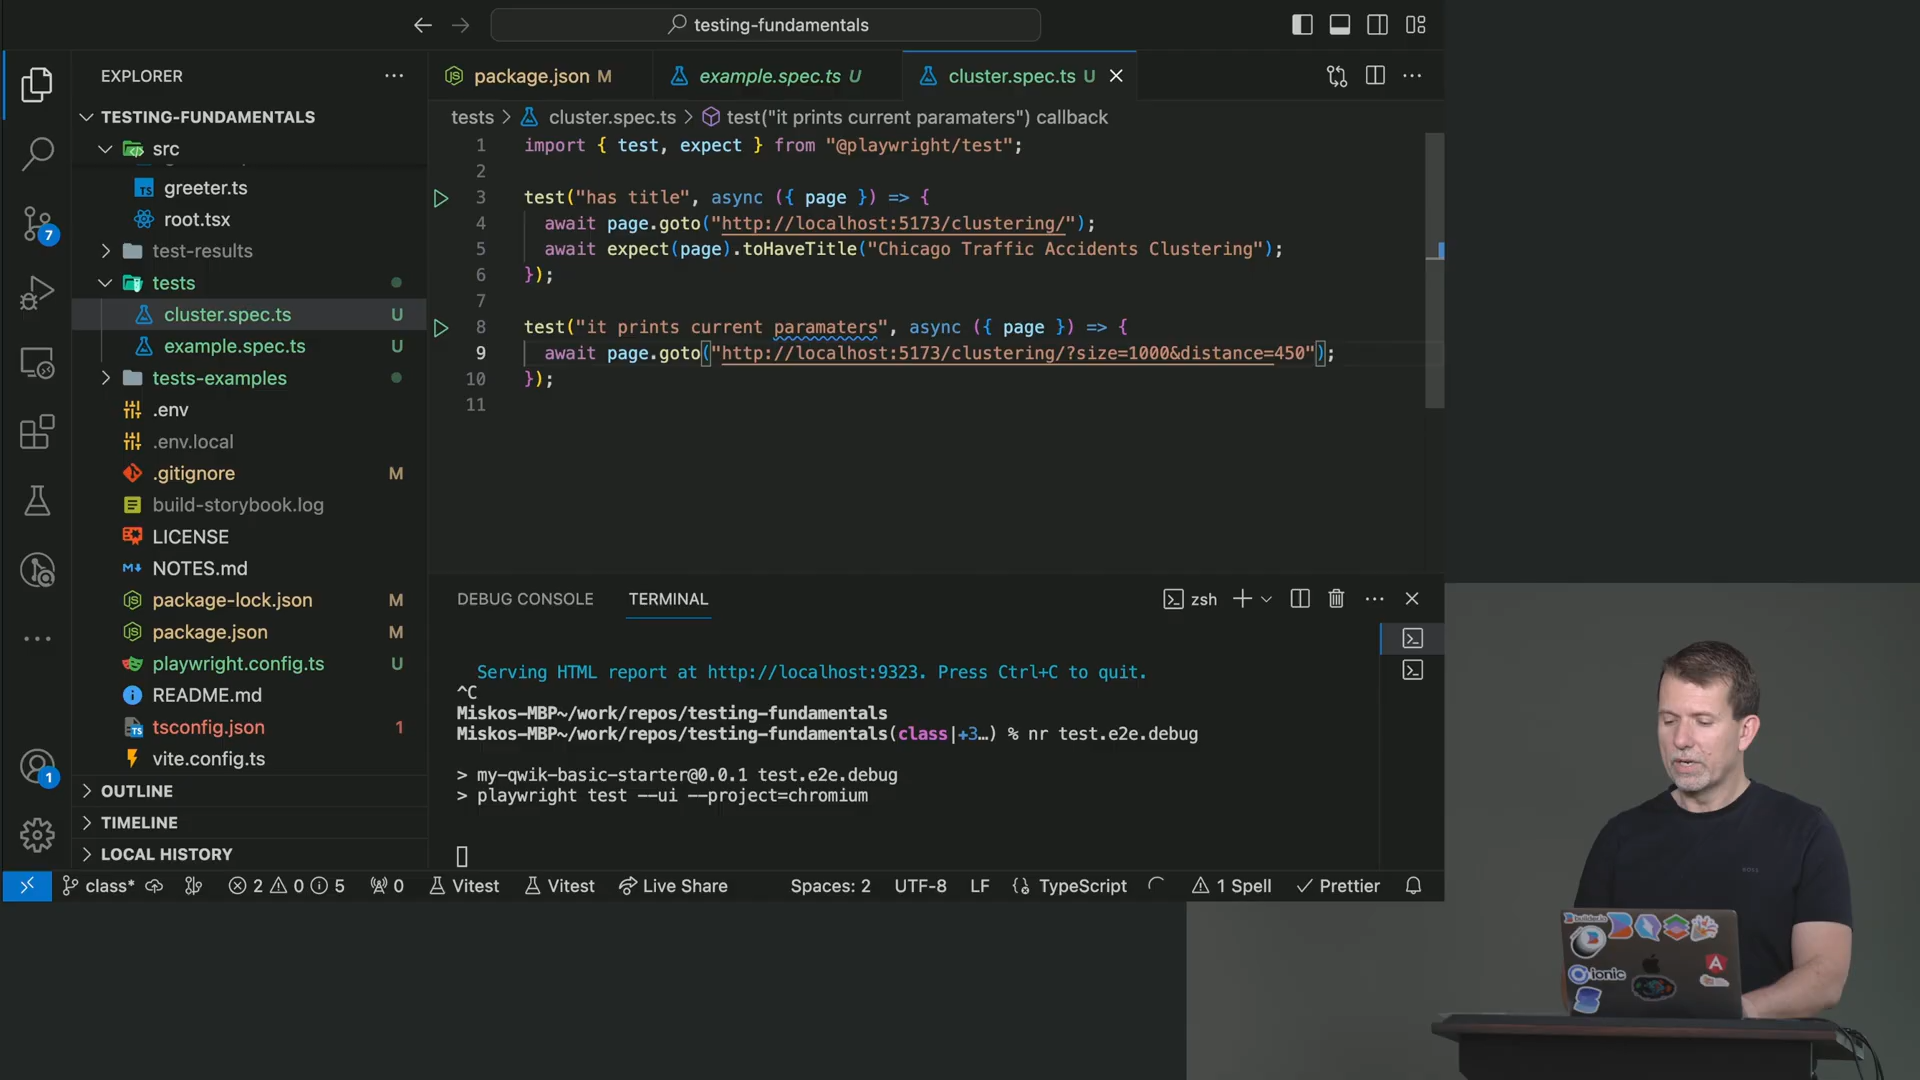 testing-fundamentals
EXPLORER
TESTING-FUNDAMENTALS
src
greeter.ts
root.tsx
test-results
tests
cluster.spec.ts U
example.spec.ts U
tests-examples
.env
.env.local
.gitignore M
build-storybook.log
LICENSE
NOTES.md
package-lock.json M
package.json M
playwright.config.ts U
README.md
tsconfig.json 1
vite.config.ts
OUTLINE
TIMELINE
LOCAL HISTORY
7
1
package.json M
example.spec.ts U
cluster.spec.ts U
tests > cluster.spec.ts > test("it prints current paramaters") callback
1 import { test, expect } from "@playwright/test";
2
3 test("has title", async ({ page }) => {
4 await page.goto("http://localhost:5173/clustering/");
5 await expect(page).toHaveTitle("Chicago Traffic Accidents Clustering");
6 });
7
8 test("it prints current paramaters", async ({ page }) => {
9 await page.goto("http://localhost:5173/clustering/?size=1000&distance=450");
10 });
11
DEBUG CONSOLE TERMINAL
zsh
Serving HTML report at http://localhost:9323. Press Ctrl+C to quit.
^C
Miskos-MBP~/work/repos/testing-fundamentals
Miskos-MBP~/work/repos/testing-fundamentals(class|+3…) % nr test.e2e.debug
> my-qwik-basic-starter@0.0.1 test.e2e.debug
> playwright test --ui --project=chromium
class* 2 0 5 0 Vitest Vitest Live Share Spaces: 2 UTF-8 LF TypeScript 1 Spell Prettier
builder.io
ionic